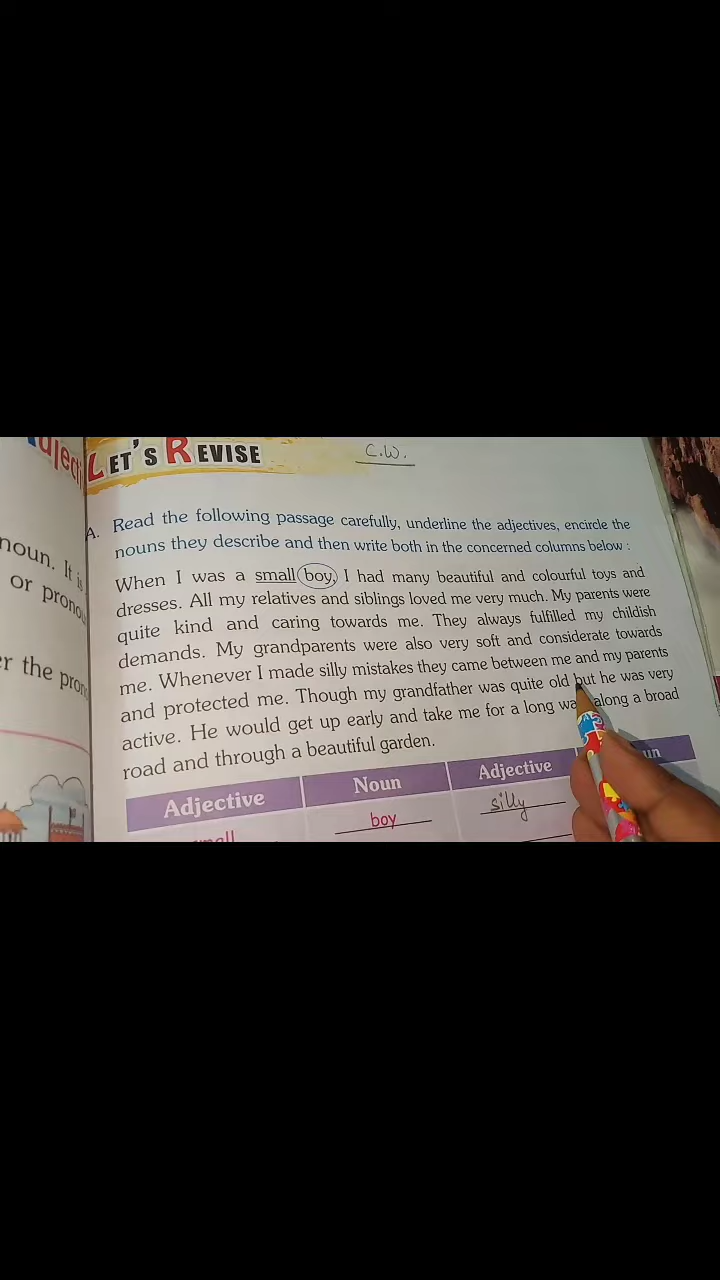 LET'S REVISE
C.W.
noun. It is
or pronou
er the pron
A. Read the following passage carefully, underline the adjectives, encircle the
nouns they describe and then write both in the concerned columns below :
When I was a small boy, I had many beautiful and colourful toys and
dresses. All my relatives and siblings loved me very much. My parents were
quite kind and caring towards me. They always fulfilled my childish
demands. My grandparents were also very soft and considerate towards
me. Whenever I made silly mistakes they came between me and my parents
and protected me. Though my grandfather was quite old but he was very
active. He would get up early and take me for a long along a broad
road and through a beautiful garden.
Adjective Noun Adjective
boy silly